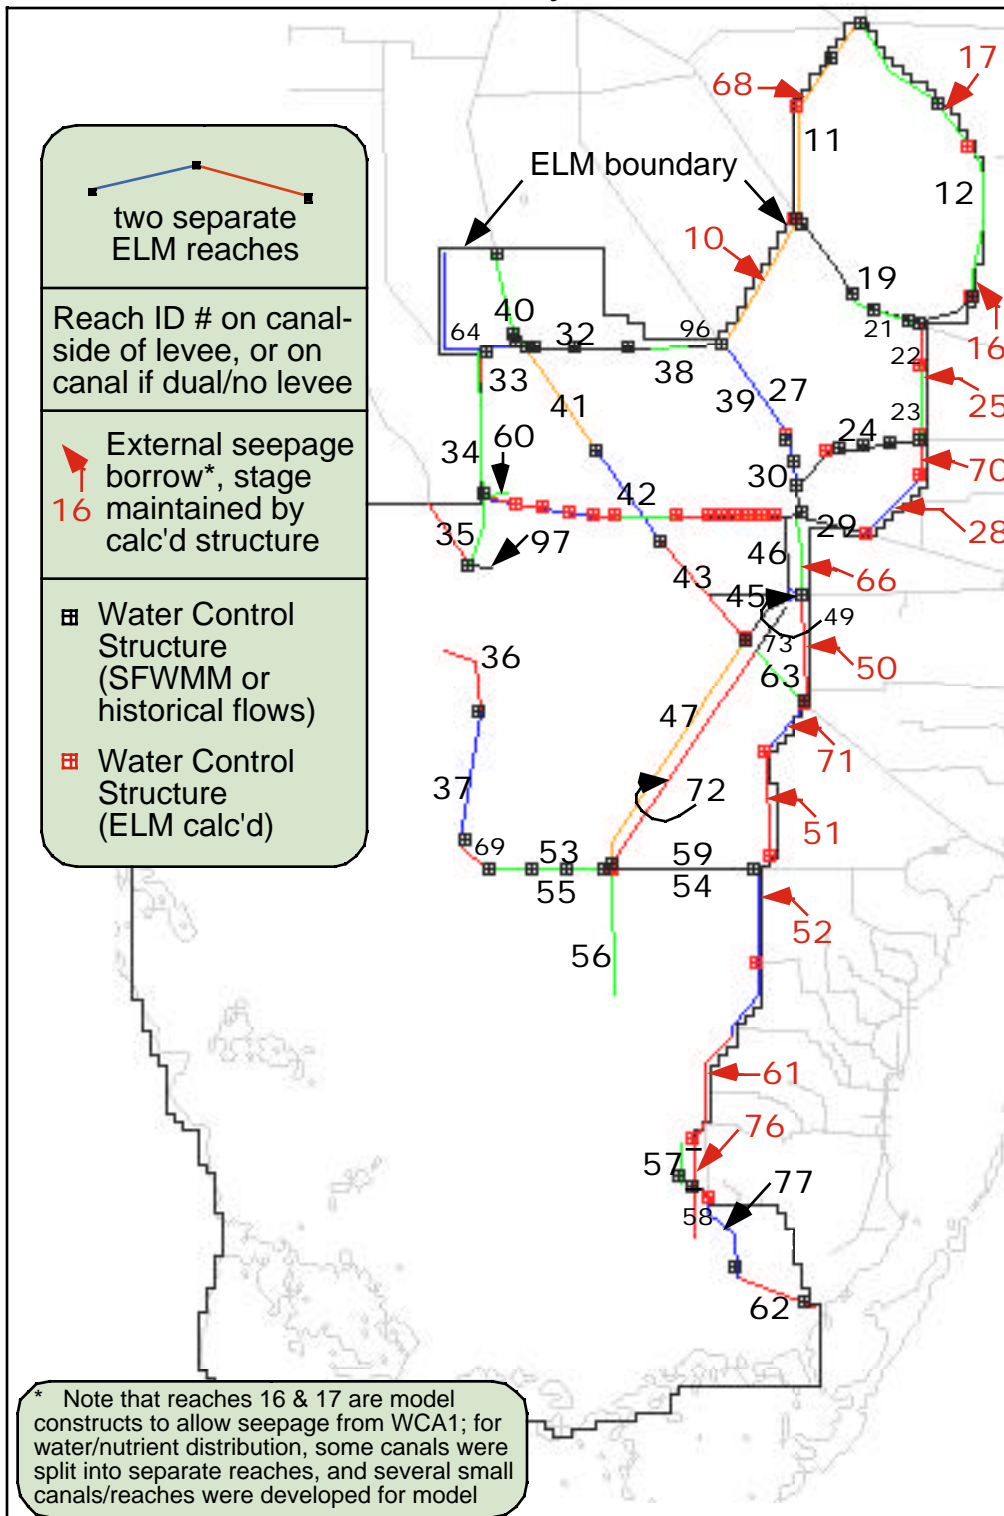 two separate
ELM reaches
Reach ID # on canal-
side of levee, or on
canal if dual/no levee
External seepage
borrow*, stage
16 maintained by
calc'd structure
Water Control
Structure
(SFWMM or
historical flows)
Water Control
Structure
(ELM calc'd)
ELM boundary
17
68
11
12
10
19
40
32
64
33
96
38
21
16
22
41
39
27
25
23
34
60
24
30
70
42
29
28
35
97
46
43
66
45
49
73
36
63
50
47
71
37
72
51
69
53
59
55
54
52
56
61
76
57
77
58
62
* Note that reaches 16 & 17 are model
constructs to allow seepage from WCA1; for
water/nutrient distribution, some canals were
split into separate reaches, and several small
canals/reaches were developed for model